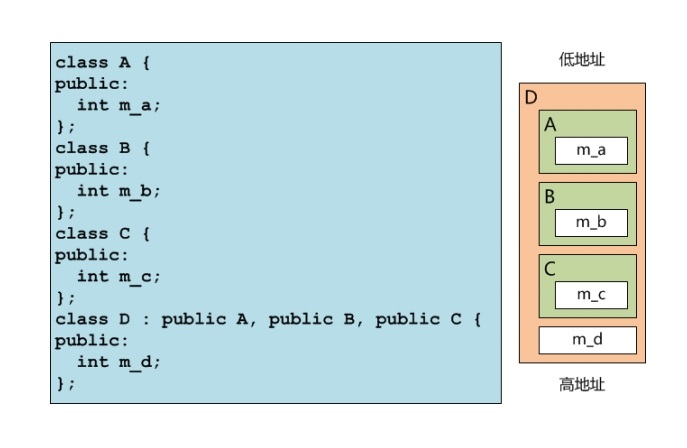 class A {
public:
  int m_a;
};
class B {
public:
  int m_b;
};
class C {
public:
  int m_c;
};
class D : public A, public B, public C {
public:
  int m_d;
};
低地址
D
A
m_a
B
m_b
C
m_c
m_d
高地址